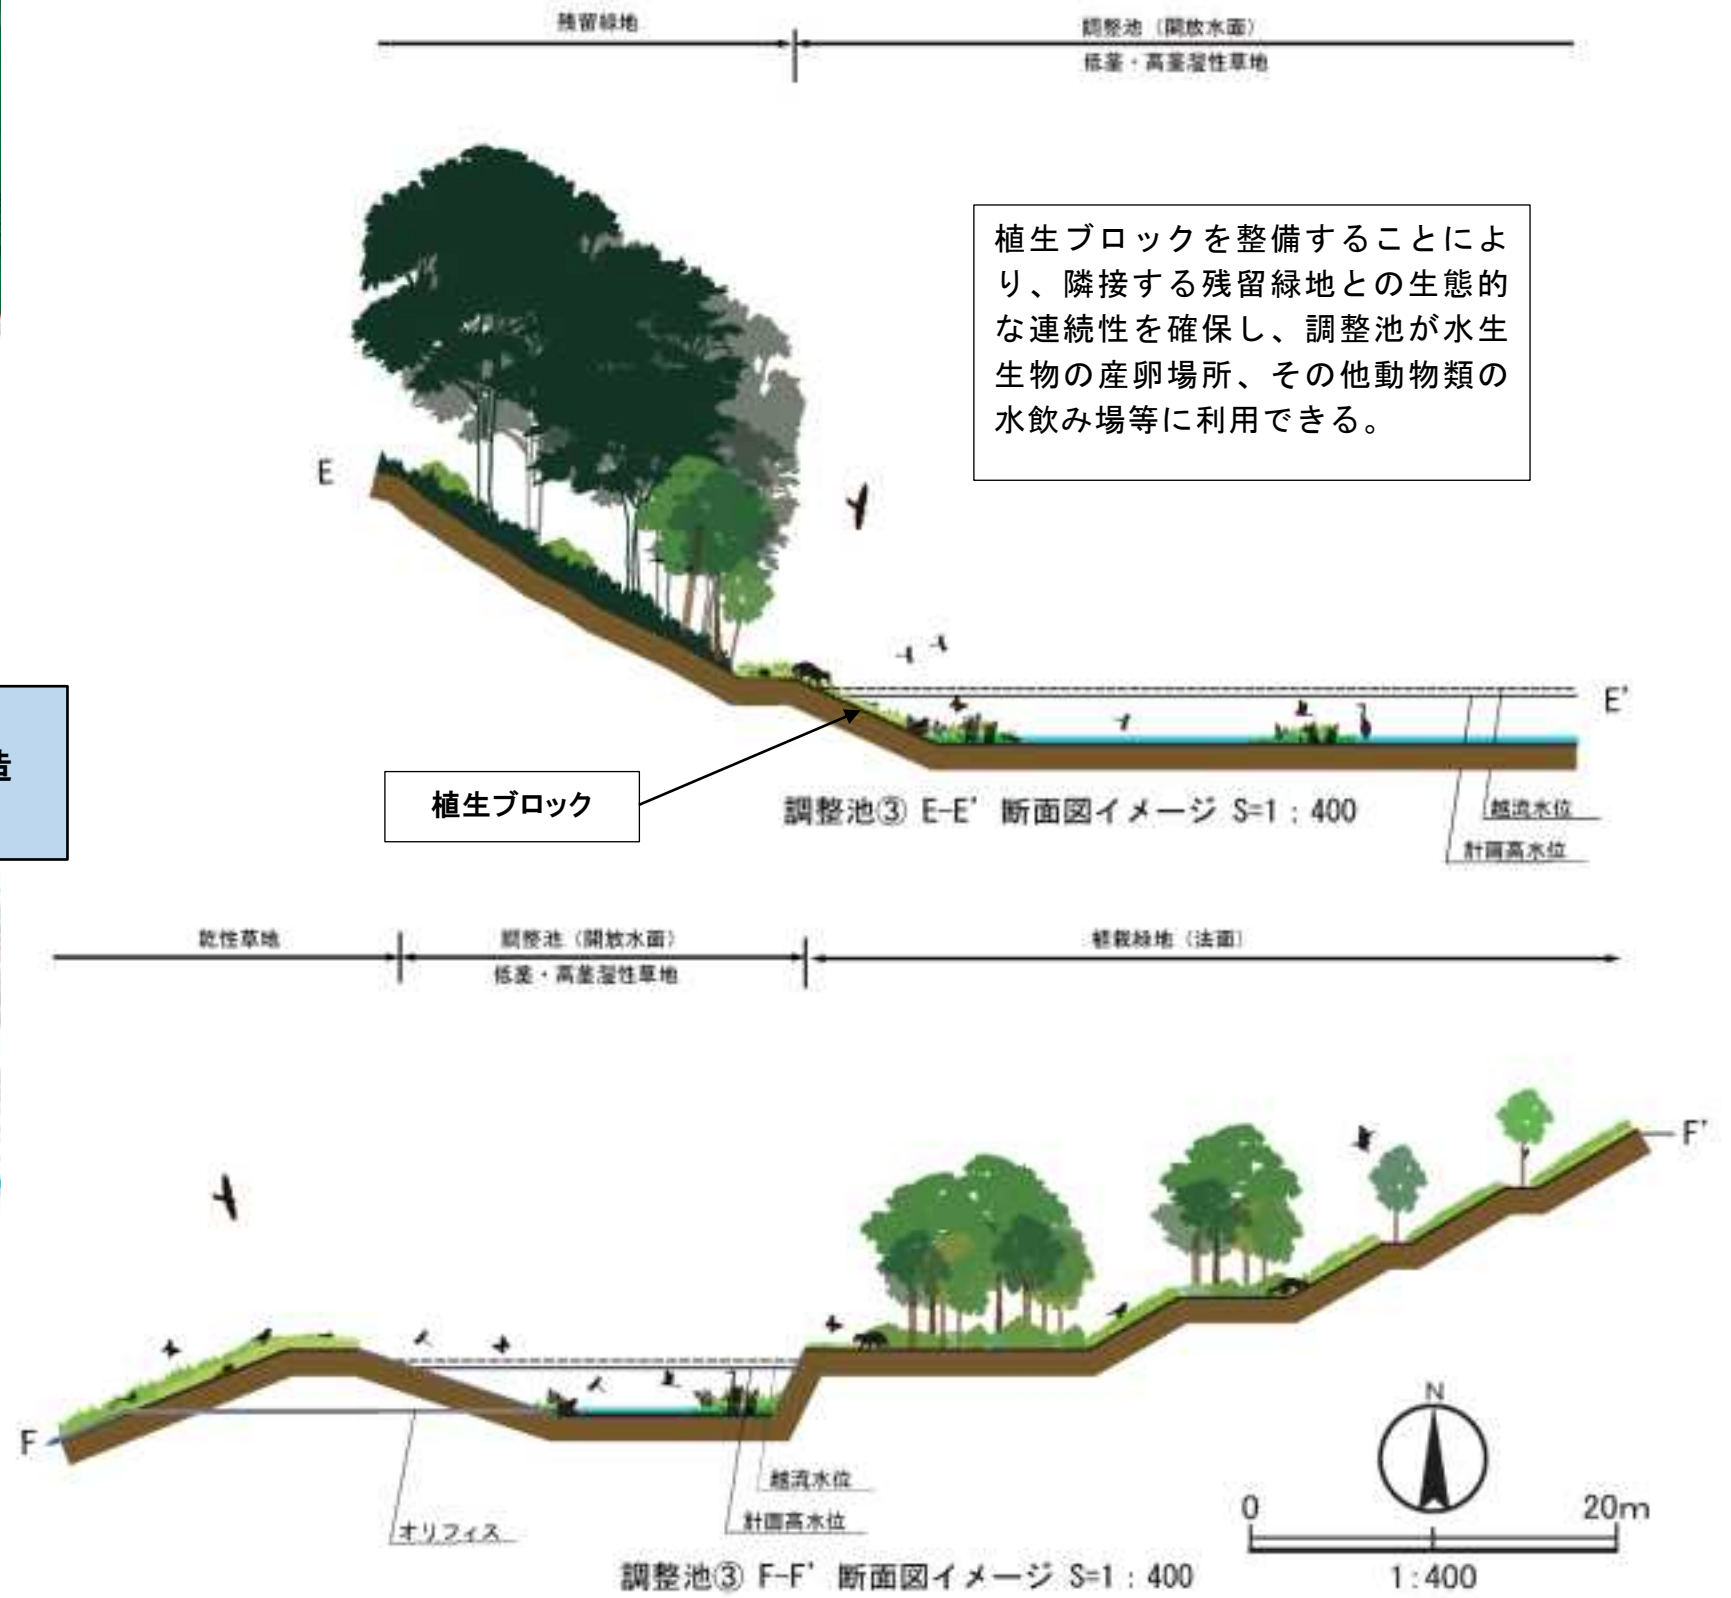 残留緑地
調整池（開放水面）
低茎・高茎湿性草地
植生ブロックを整備することによ
り、隣接する残留緑地との生態的
な連続性を確保し、調整池が水生
生物の産卵場所、その他動物類の
水飲み場等に利用できる。
E
E'
造
植生ブロック
調整池③ E-E' 断面図イメージ S=1：400
越流水位
計画高水位
乾性草地
調整池（開放水面）
低茎・高茎湿性草地
植栽緑地（法面）
F'
F
越流水位
計画高水位
オリフィス
N
0
20m
1:400
調整池③ F-F' 断面図イメージ S=1：400